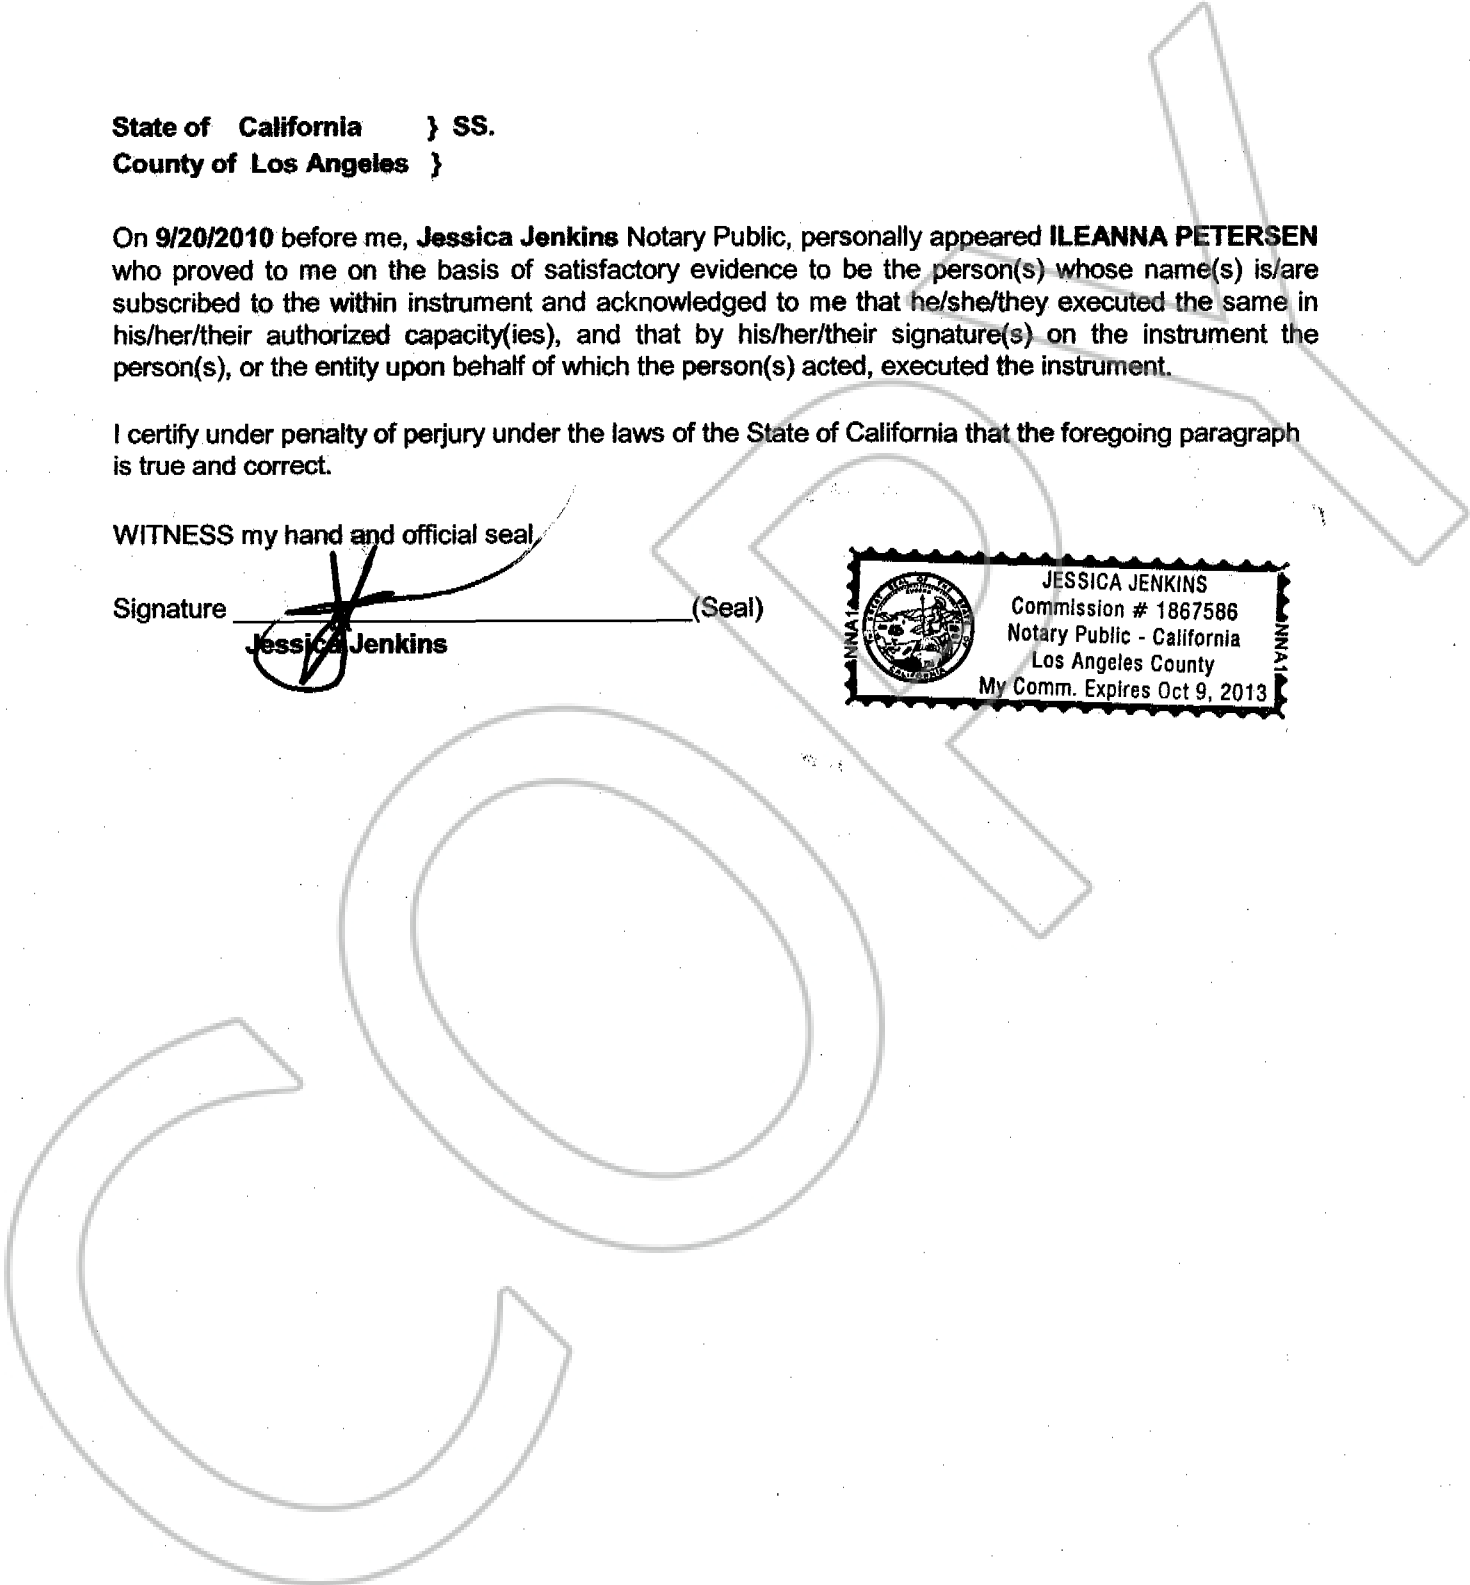 State of California } SS.
County of Los Angeles }
On 9/20/2010 before me, Jessica Jenkins Notary Public, personally appeared ILEANNA PETERSEN
who proved to me on the basis of satisfactory evidence to be the person(s) whose name(s) is/are
subscribed to the within instrument and acknowledged to me that he/she/they executed the same in
his/her/their authorized capacity(ies), and that by his/her/their signature(s) on the instrument the
person(s), or the entity upon behalf of which the person(s) acted, executed the instrument.
I certify under penalty of perjury under the laws of the State of California that the foregoing paragraph
is true and correct.
WITNESS my hand and official seal.
Signature (Seal)
Jessica Jenkins
JESSICA JENKINS
Commission # 1867586
Notary Public - California
Los Angeles County
My Comm. Expires Oct 9, 2013
NNA1
NNA1
COPY